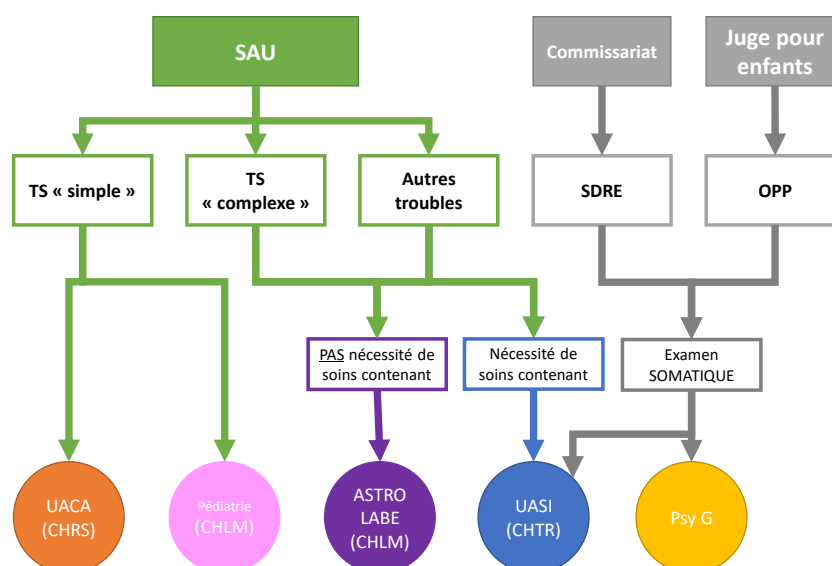 SAU
Commissariat
Juge pour
enfants
TS « simple »
TS
« complexe »
Autres
troubles
SDRE
OPP
PAS nécessité de
soins contenant
Nécessité de
soins contenant
Examen
SOMATIQUE
UACA
(CHRS)
Pédiatrie
(CHLM)
ASTRO
LABE
(CHLM)
UASI
(CHTR)
Psy G